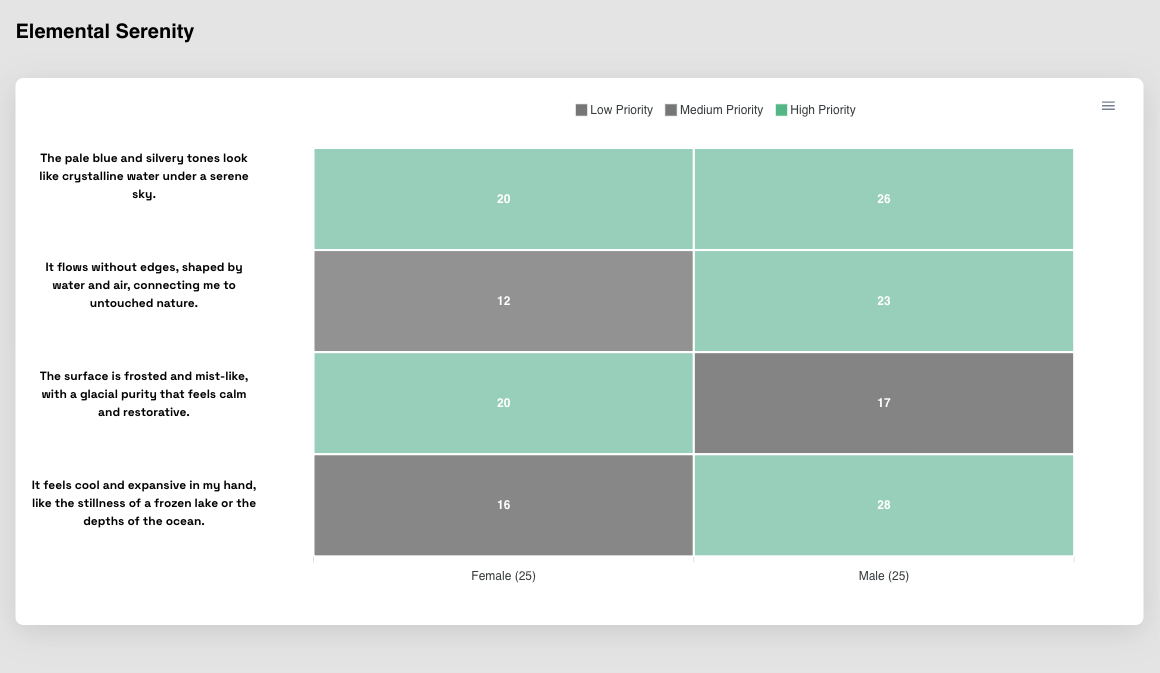 Elemental Serenity
Low Priority Medium Priority High Priority
The pale blue and silvery tones look
like crystalline water under a serene
sky.
20 26
It flows without edges, shaped by
water and air, connecting me to
untouched nature.
12 23
The surface is frosted and mist-like,
with a glacial purity that feels calm
and restorative.
20 17
It feels cool and expansive in my hand,
like the stillness of a frozen lake or the
depths of the ocean.
16 28
Female (25) Male (25)